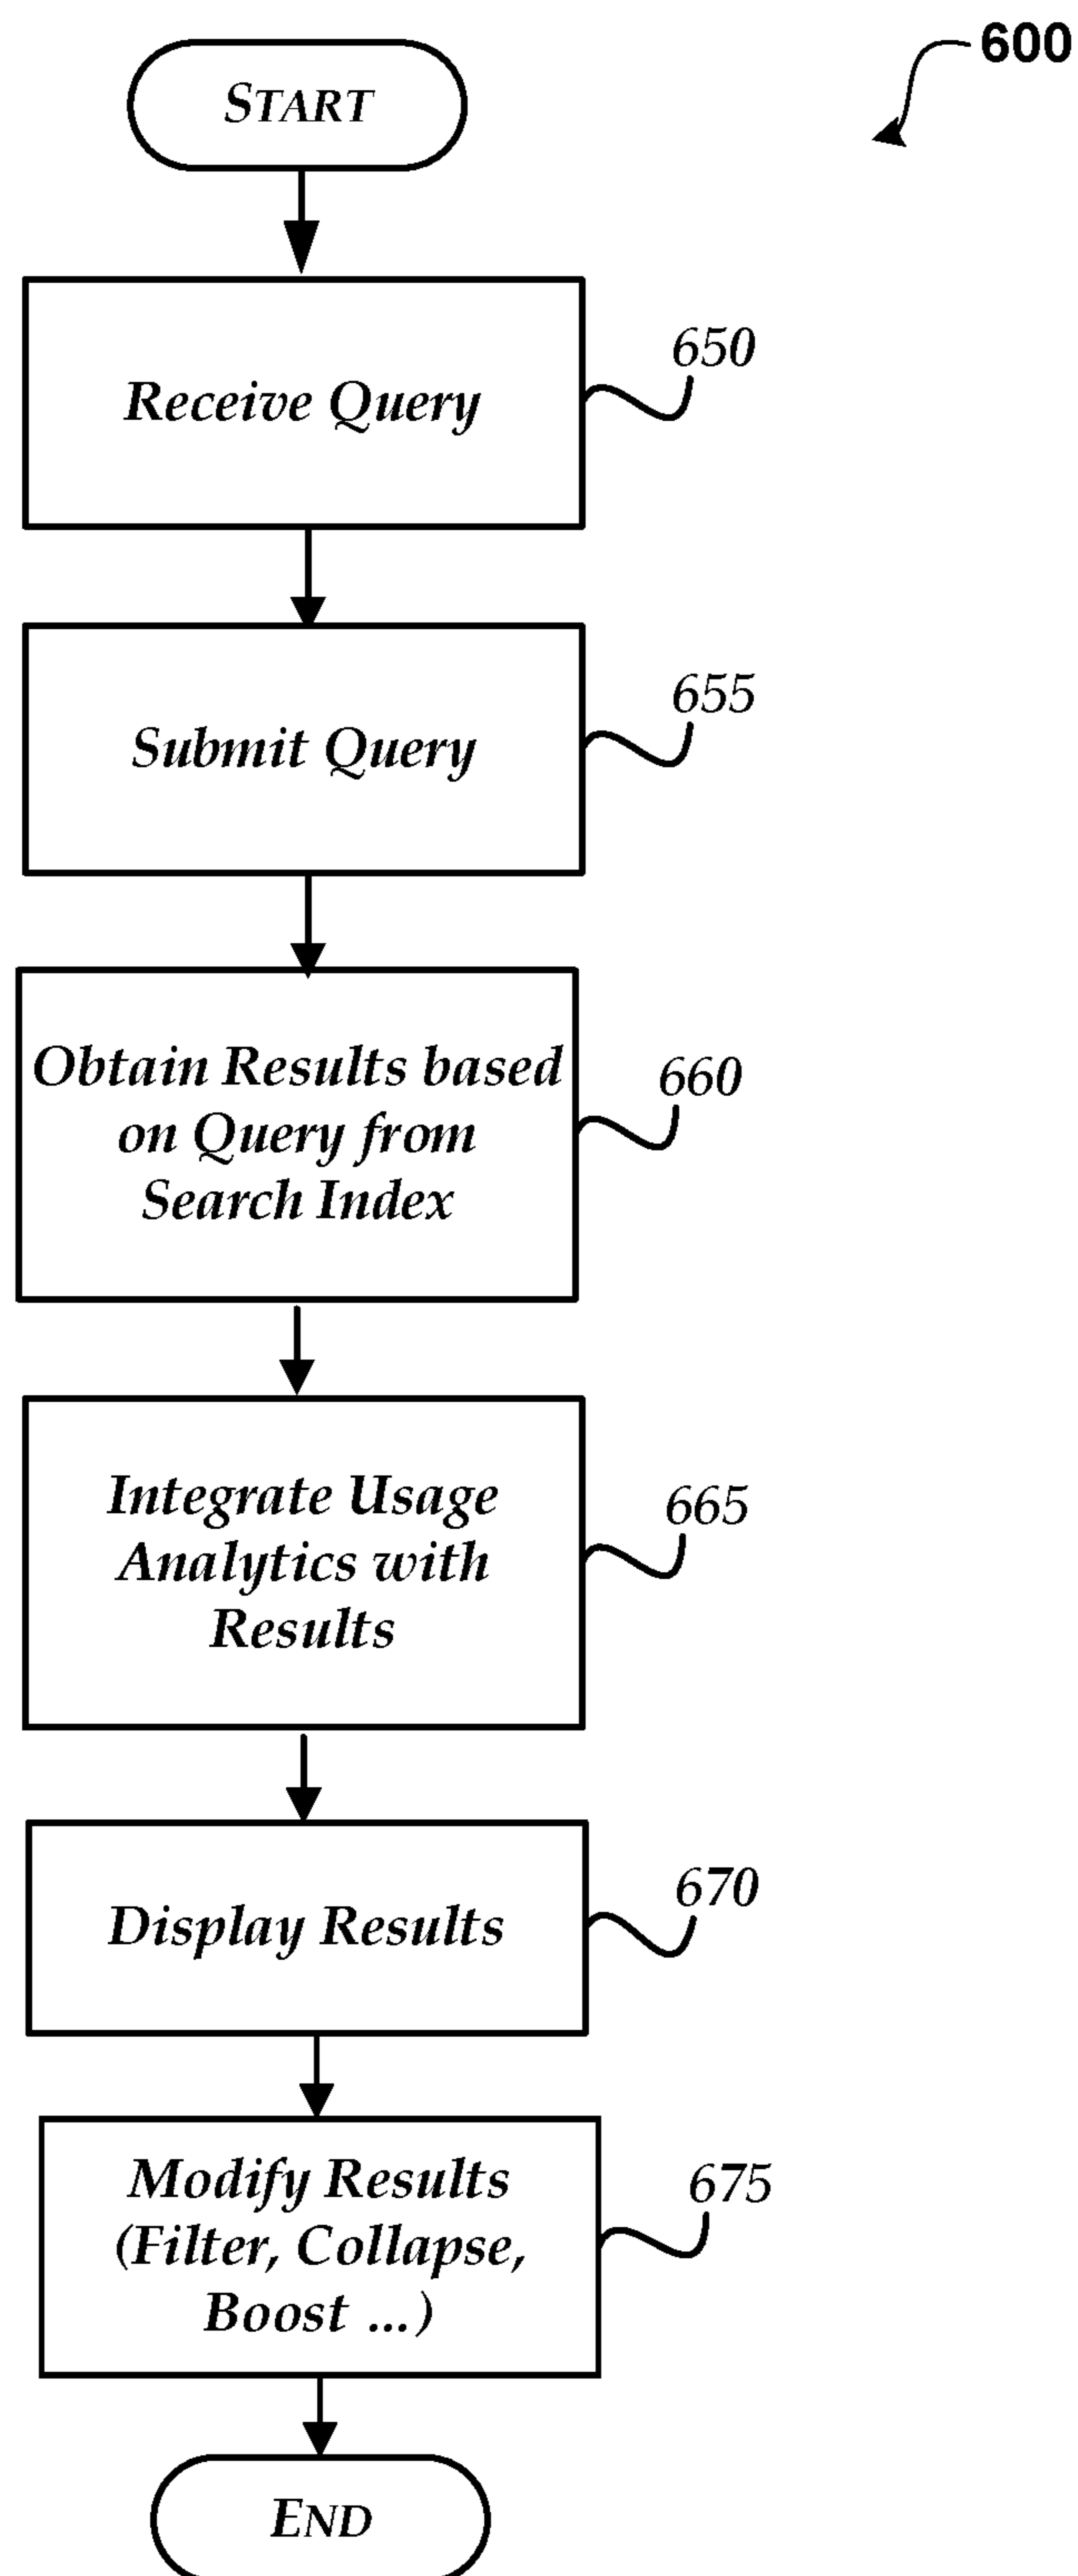 600
START
Receive Query
650
Submit Query
655
Obtain Results based
on Query from
Search Index
660
Integrate Usage
Analytics with
Results
665
Display Results
670
Modify Results
(Filter, Collapse,
Boost ...)
675
END